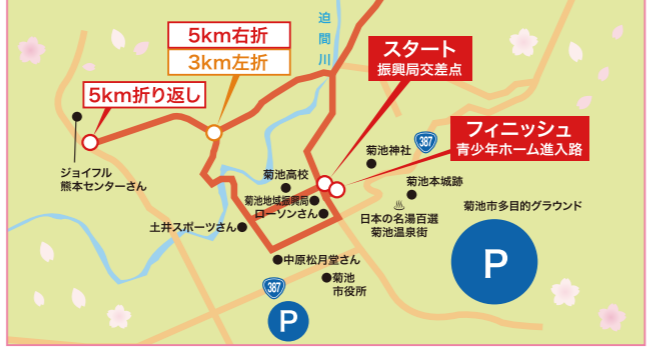 5km右折
3km左折
迫間川
スタート
振興局交差点
5km折り返し
フィニッシュ
青少年ホーム進入路
387
菊池神社
ジョイフル
熊本センターさん
菊池高校
菊池本城跡
菊池地域振興局
ローソンさん
日本の名湯百選
菊池温泉街
菊池市多目的グラウンド
土井スポーツさん
P
中原松月堂さん
387
菊池
市役所
P